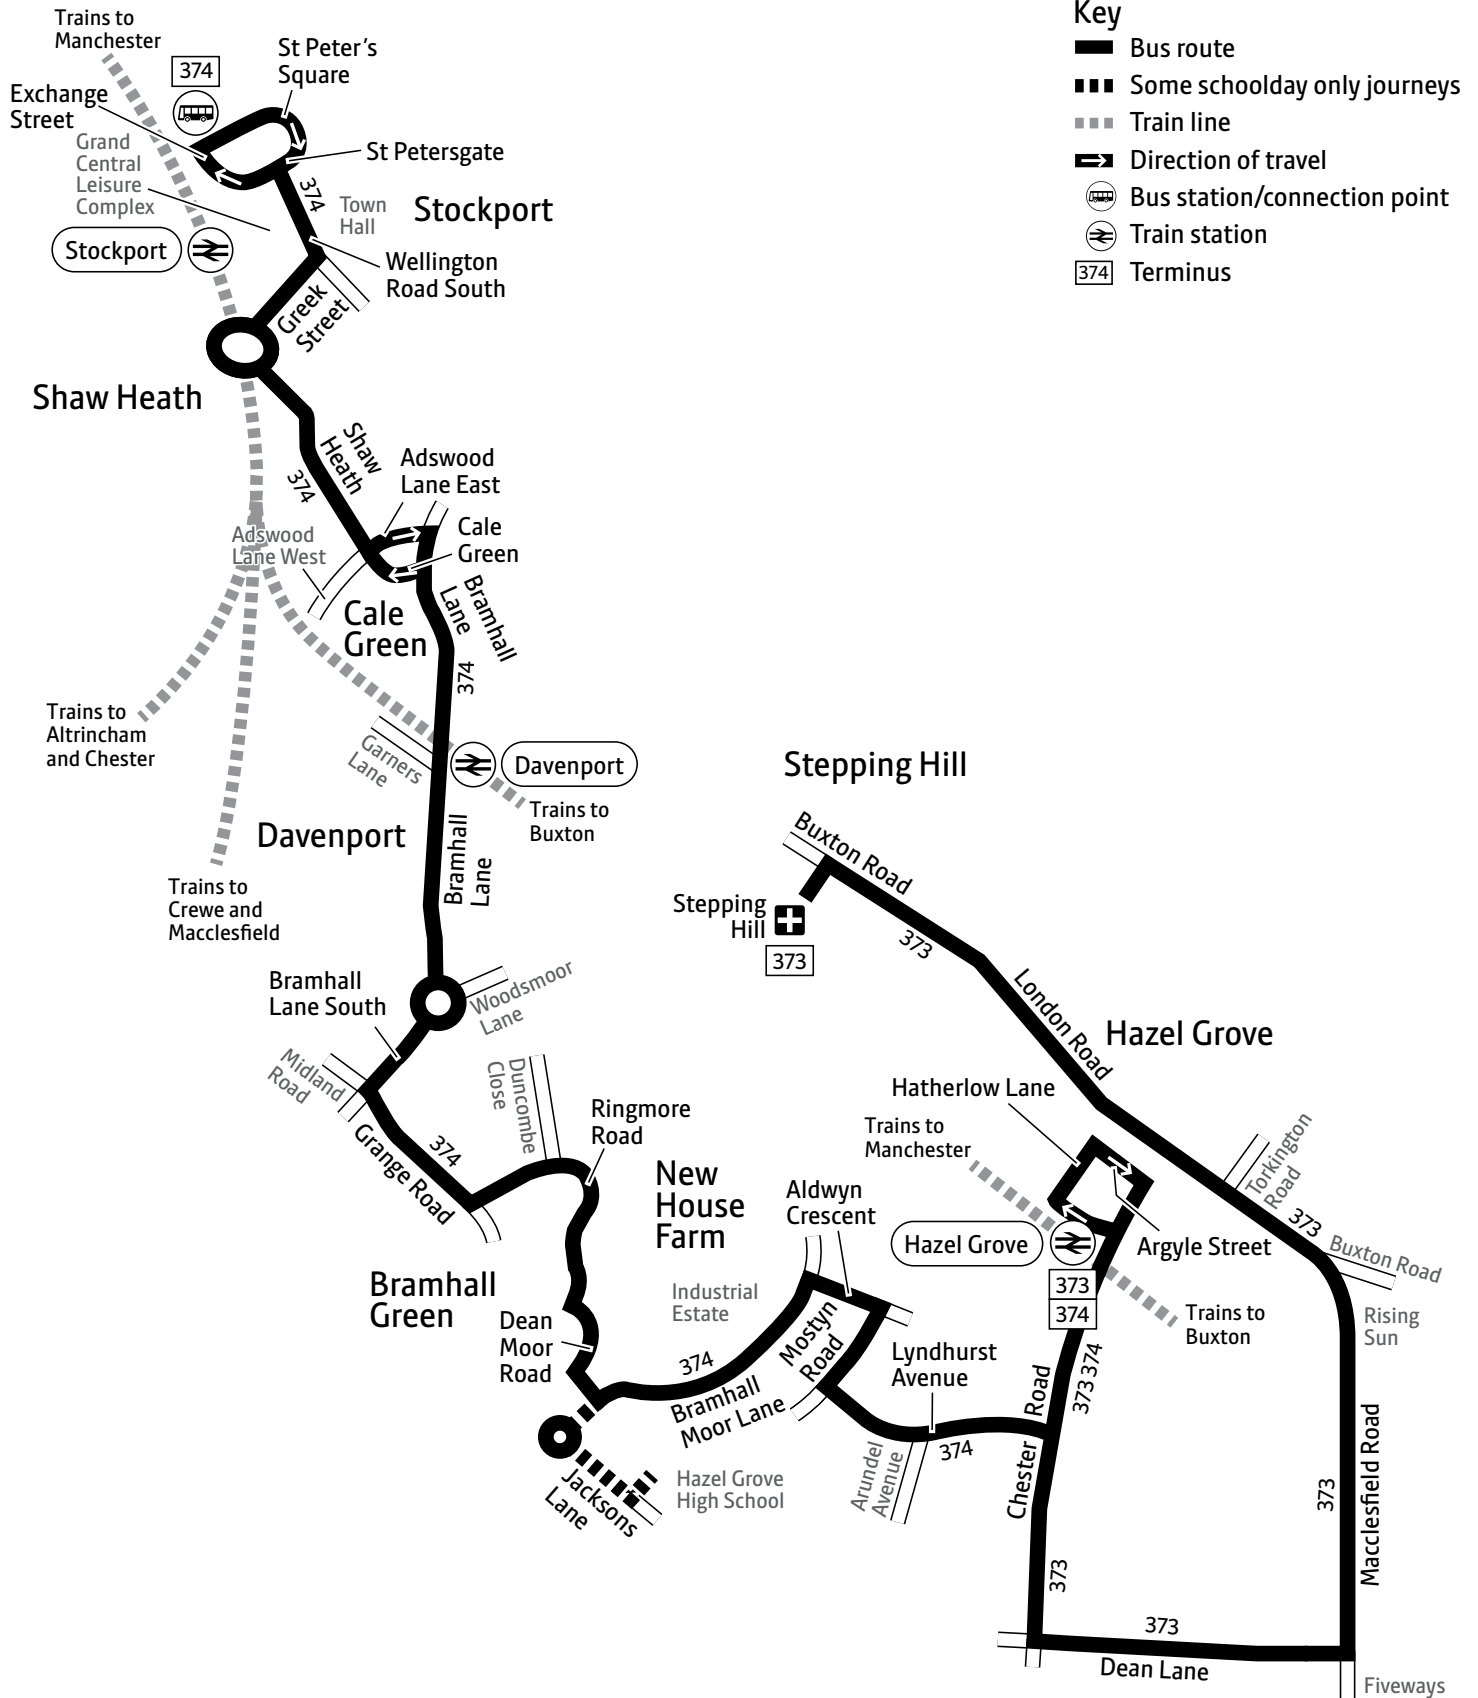 Trains to
Manchester
374
St Peter's
Square
Exchange
Street
Grand
Central
Leisure
Complex
St Petersgate
374
Town
Hall
Stockport
Stockport
Wellington
Road South
Greek
Street
Shaw Heath
Shaw
Heath
374
Adswood
Lane East
Cale
Green
Adswood
Lane West
Cale
Green
Bramhall
Lane
374
Trains to
Altrincham
and Chester
Garners
Lane
Davenport
Trains to
Buxton
Davenport
Bramhall
Lane
Trains to
Crewe and
Macclesfield
Bramhall
Lane South
Woodsmoor
Lane
Midland
Road
Duncombe
Close
Ringmore
Road
374
Grange Road
New
House
Farm
Bramhall
Green
Dean
Moor
Road
Industrial
Estate
Aldwyn
Crescent
374
Bramhall
Moor Lane
Mostyn
Road
Jacksons
Lane
Hazel Grove
High School
Lyndhurst
Avenue
374
Arundel
Avenue
Stepping Hill
Buxton Road
Stepping
Hill
373
373
London Road
Hazel Grove
Hatherlow Lane
Trains to
Manchester
Torkington
Road
Hazel Grove
Argyle Street
373
Buxton Road
373
374
Trains to
Buxton
Rising
Sun
373 374
Chester Road
373
373
Macclesfield Road
373
Dean Lane
Fiveways
Key
Bus route
Some schoolday only journeys
Train line
Direction of travel
Bus station/connection point
Train station
374 Terminus